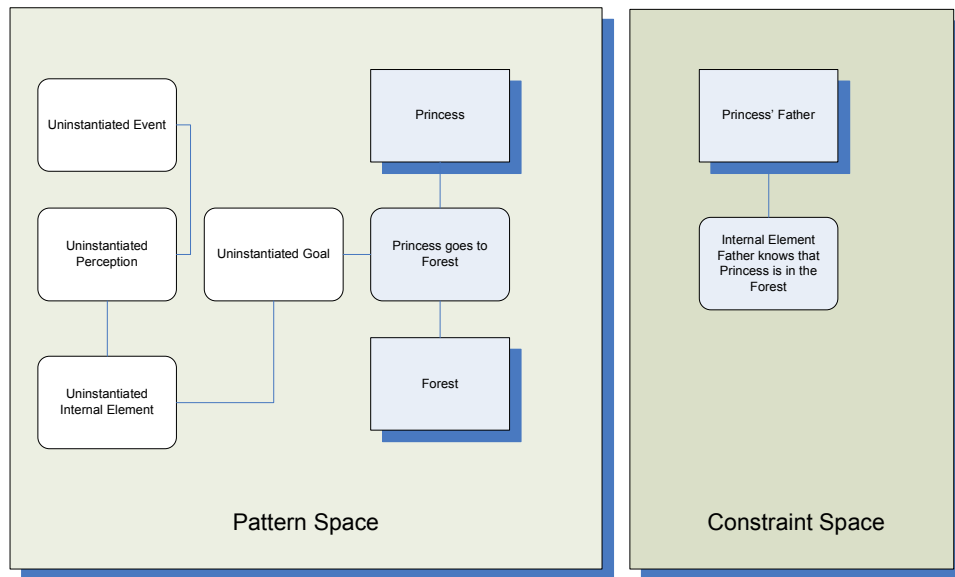 Uninstantiated Event
Princess
Princess' Father
Uninstantiated
Perception
Uninstantiated Goal
Princess goes to
Forest
Internal Element
Father knows that
Princess is in the
Forest
Uninstantiated
Internal Element
Forest
Pattern Space
Constraint Space